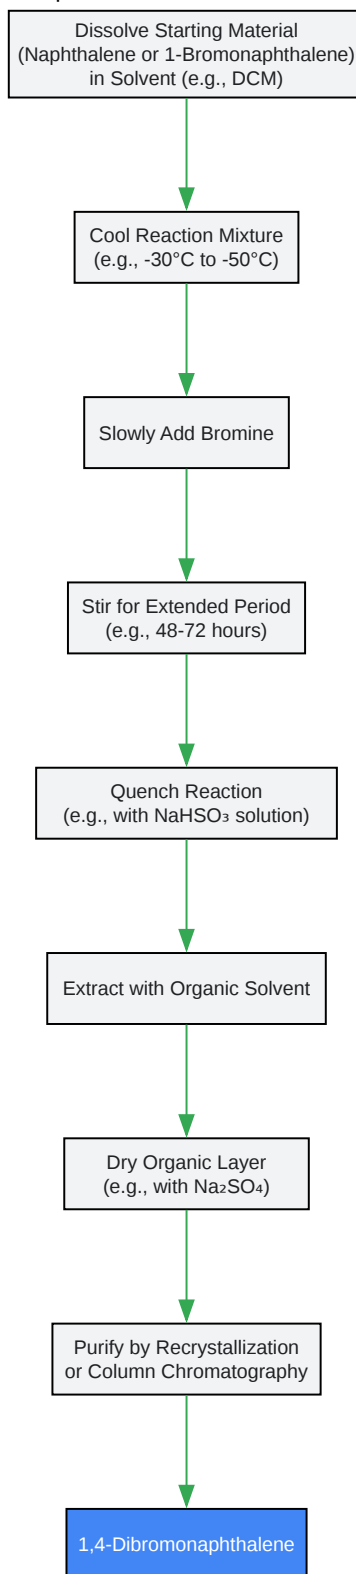 Dissolve Starting Material
(Naphthalene or 1-Bromonaphthalene)
in Solvent (e.g., DCM)
Cool Reaction Mixture
(e.g., -30°C to -50°C)
Slowly Add Bromine
Stir for Extended Period
(e.g., 48-72 hours)
Quench Reaction
(e.g., with NaHSO₃ solution)
Extract with Organic Solvent
Dry Organic Layer
(e.g., with Na₂SO₄)
Purify by Recrystallization
or Column Chromatography
1,4-Dibromonaphthalene